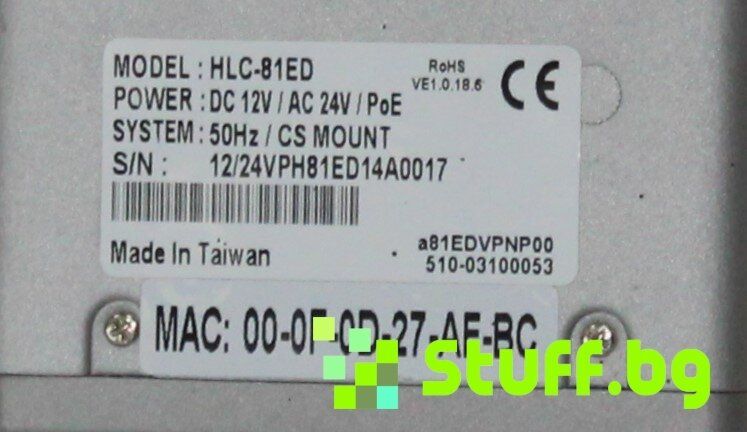 MODEL : HLC-81ED
RoHS
VE1.0.18.6
CE
POWER : DC 12V / AC 24V / PoE
SYSTEM : 50Hz / CS MOUNT
S/N : 12/24VPH81ED14A0017
Made In Taiwan
a81EDVPNP00
510-03100053
MAC:
Stuff.bg